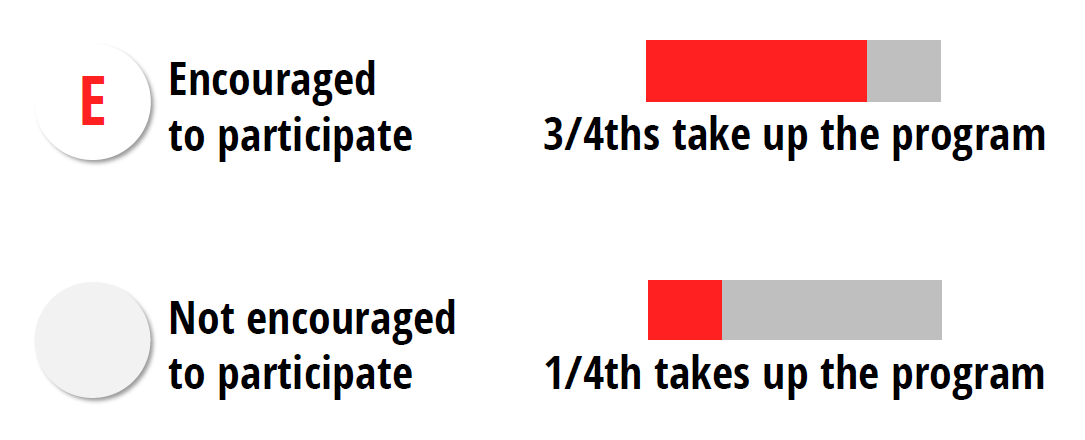 E
Encouraged
to participate
3/4ths take up the program
Not encouraged
to participate
1/4th takes up the program